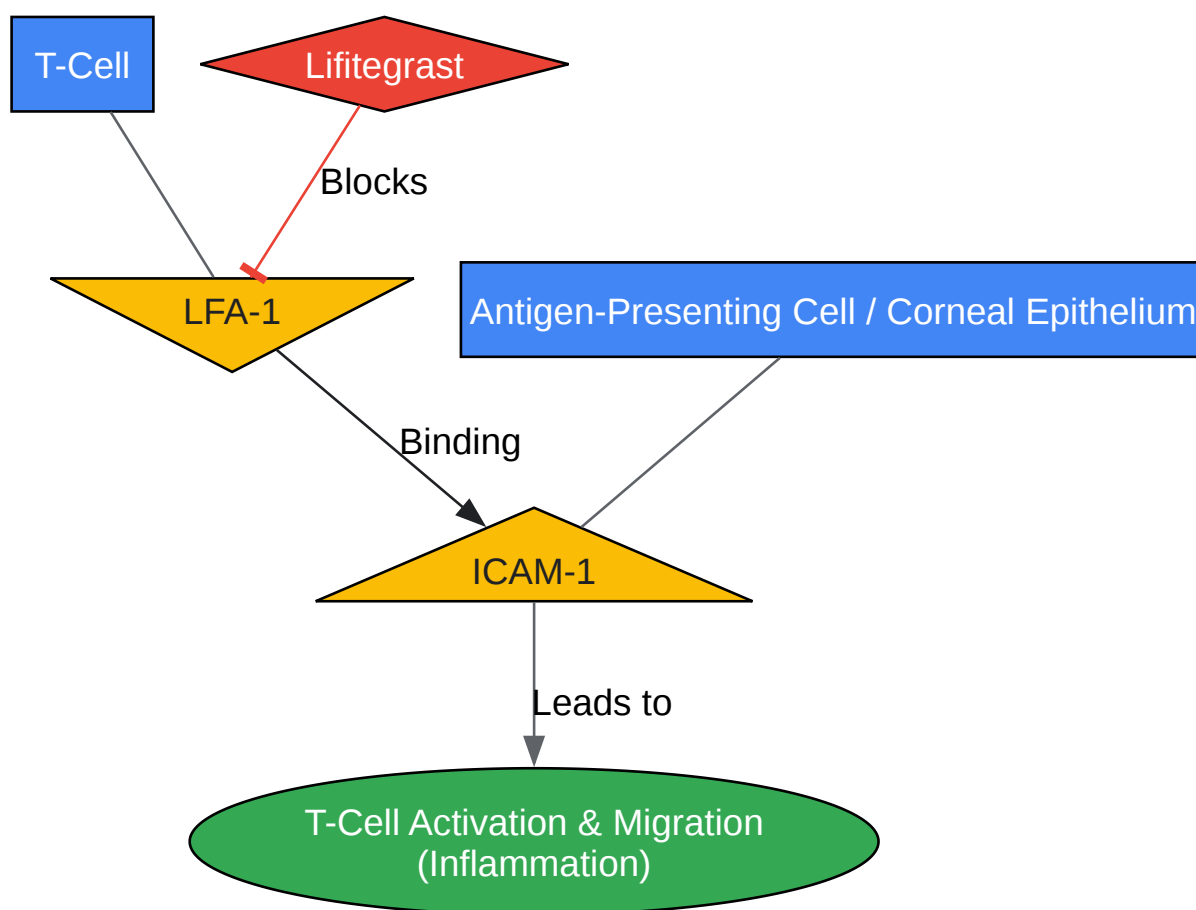 T-Cell
Lifitegrast
Blocks
LFA-1
Antigen-Presenting Cell / Corneal Epithelium
Binding
ICAM-1
Leads to
T-Cell Activation & Migration
(Inflammation)